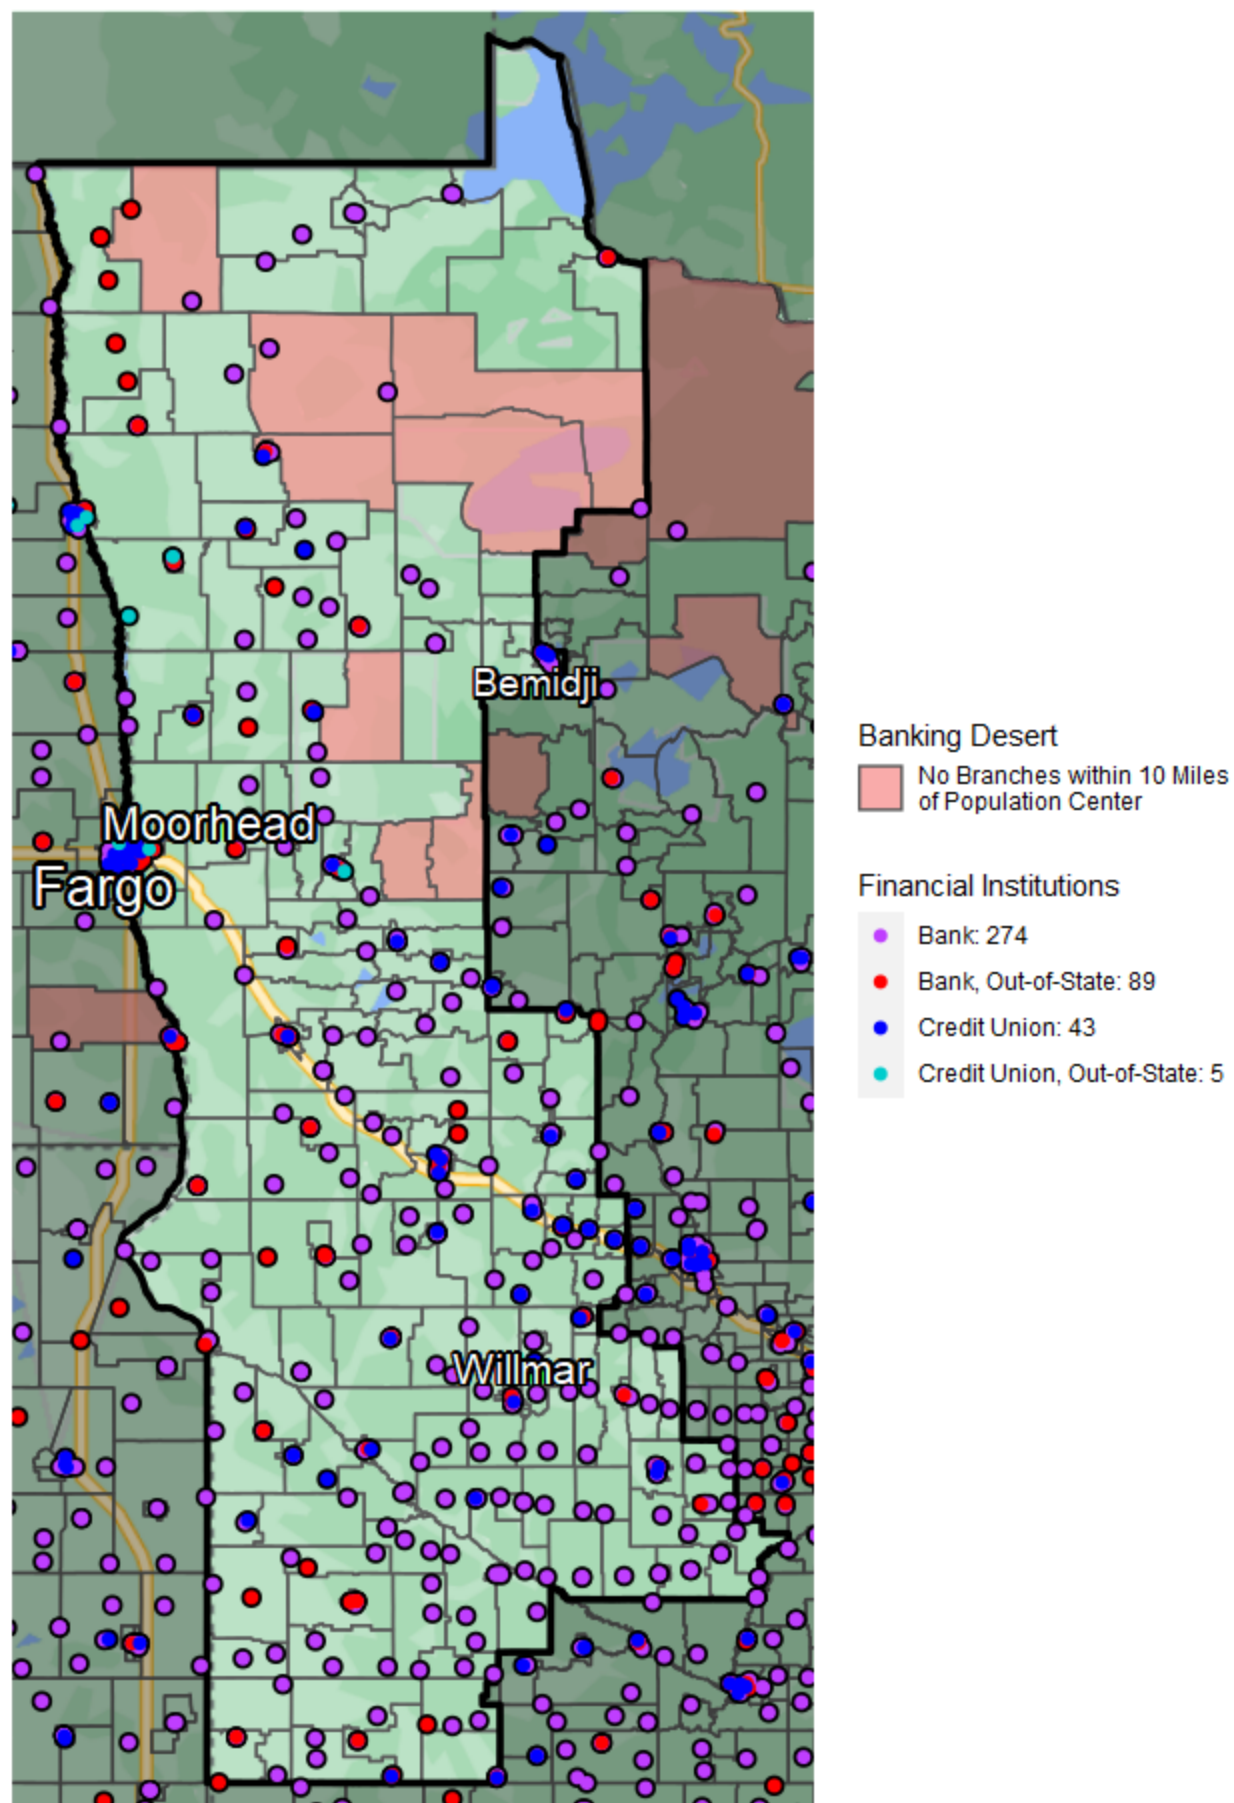 Bemidji
Moorhead
Fargo
Willmar
Banking Desert
No Branches within 10 Miles
of Population Center
Financial Institutions
Bank: 274
Bank, Out-of-State: 89
Credit Union: 43
Credit Union, Out-of-State: 5